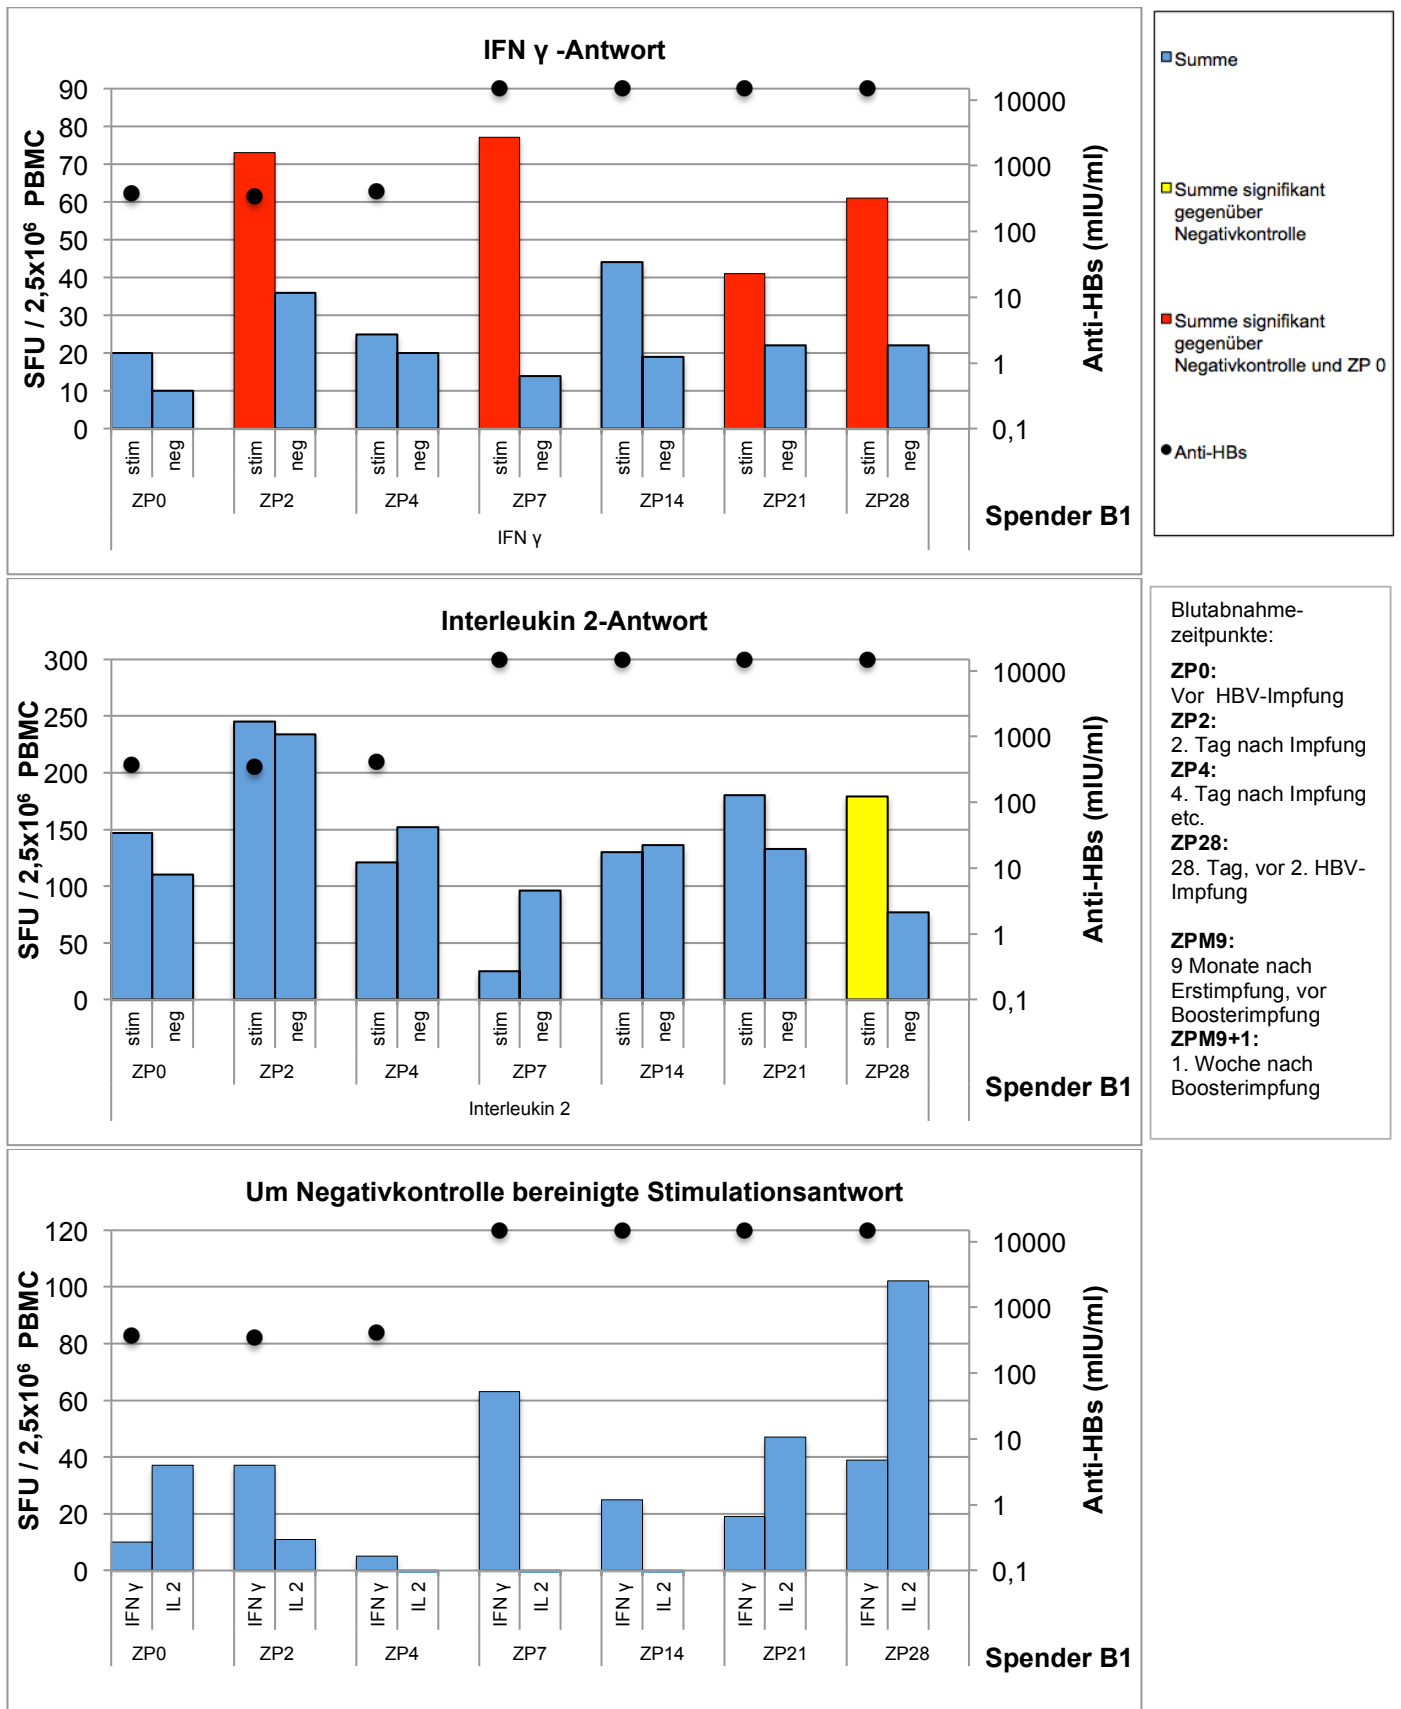 IFN γ -Antwort
SFU / 2,5x10⁶ PBMC
90
80
70
60
50
40
30
20
10
0
10000
1000
100
10
1
0,1
Anti-HBs (mIU/ml)
stim neg stim neg stim neg stim neg stim neg stim neg stim neg
ZP0 ZP2 ZP4 ZP7 ZP14 ZP21 ZP28
IFN γ
Spender B1
Summe
Summe signifikant
gegenüber
Negativkontrolle
Summe signifikant
gegenüber
Negativkontrolle und ZP 0
Anti-HBs
Interleukin 2-Antwort
SFU / 2,5x10⁶ PBMC
300
250
200
150
100
50
0
10000
1000
100
10
1
0,1
Anti-HBs (mIU/ml)
stim neg stim neg stim neg stim neg stim neg stim neg stim neg
ZP0 ZP2 ZP4 ZP7 ZP14 ZP21 ZP28
Interleukin 2
Spender B1
Blutabnahme-
zeitpunkte:
ZP0:
Vor HBV-Impfung
ZP2:
2. Tag nach Impfung
ZP4:
4. Tag nach Impfung
etc.
ZP28:
28. Tag, vor 2. HBV-
Impfung
ZPM9:
9 Monate nach
Erstimpfung, vor
Boosterimpfung
ZPM9+1:
1. Woche nach
Boosterimpfung
Um Negativkontrolle bereinigte Stimulationsantwort
SFU / 2,5x10⁶ PBMC
120
100
80
60
40
20
0
10000
1000
100
10
1
0,1
Anti-HBs (mIU/ml)
IFN γ IL 2 IFN γ IL 2 IFN γ IL 2 IFN γ IL 2 IFN γ IL 2 IFN γ IL 2 IFN γ IL 2
ZP0 ZP2 ZP4 ZP7 ZP14 ZP21 ZP28
Spender B1